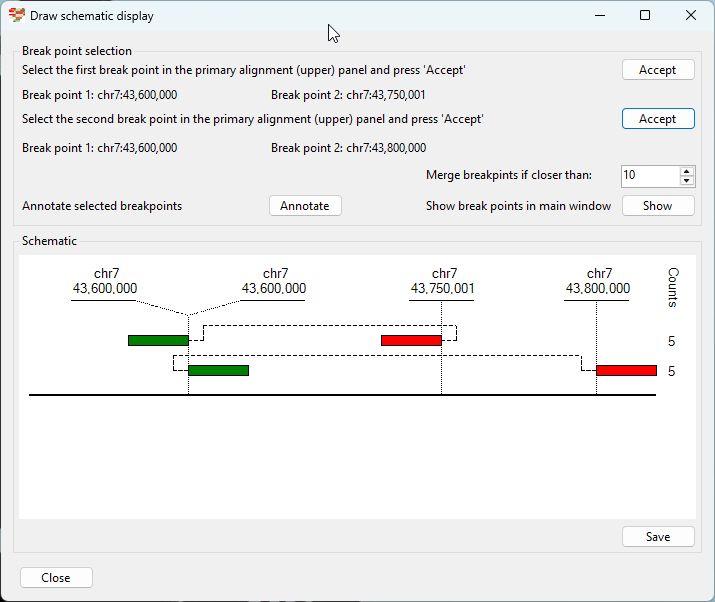 Draw schematic display
Break point selection
Select the first break point in the primary alignment (upper) panel and press 'Accept'
Accept
Break point 1: chr7:43,600,000
Break point 2: chr7:43,750,001
Select the second break point in the primary alignment (upper) panel and press 'Accept'
Accept
Break point 1: chr7:43,600,000
Break point 2: chr7:43,800,000
Merge breakpints if closer than:
10
Annotate selected breakpoints
Annotate
Show break points in main window
Show
Schematic
chr7
43,600,000
chr7
43,600,000
chr7
43,750,001
chr7
43,800,000
Counts
5
5
Save
Close